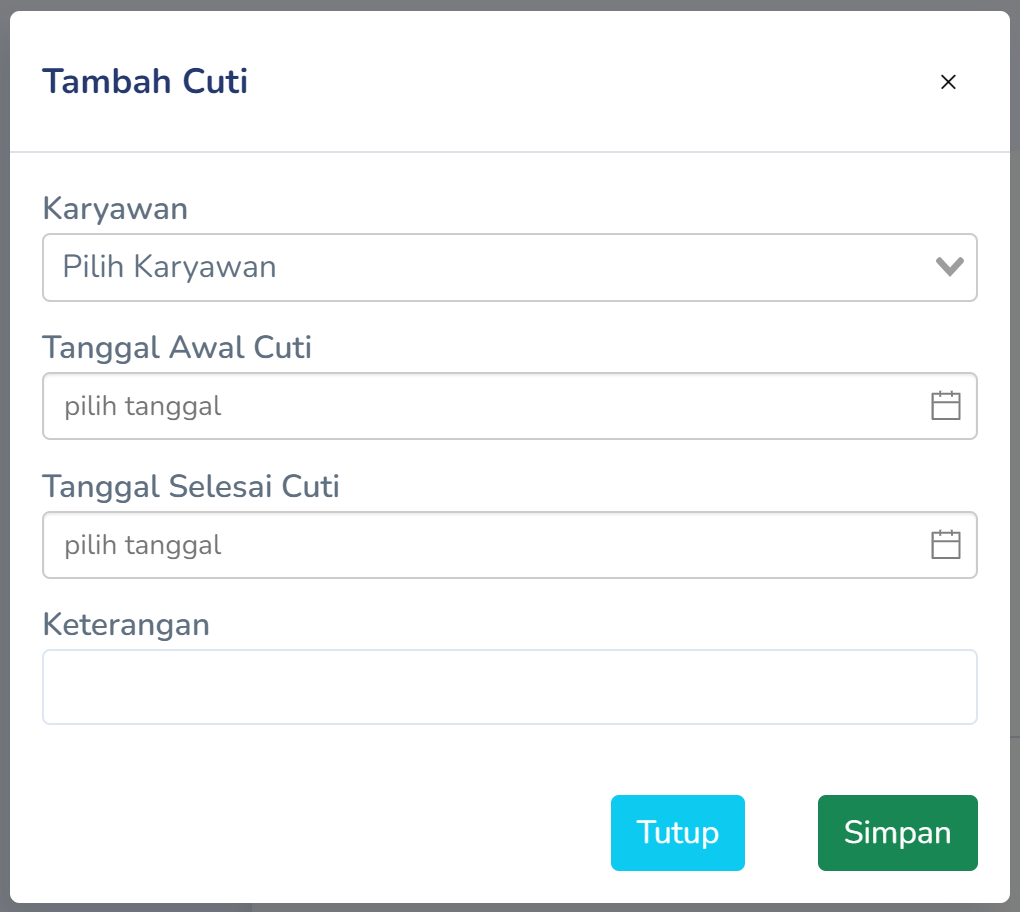 Tambah Cuti
Karyawan
Pilih Karyawan
Tanggal Awal Cuti
pilih tanggal
Tanggal Selesai Cuti
pilih tanggal
Keterangan
Tutup Simpan